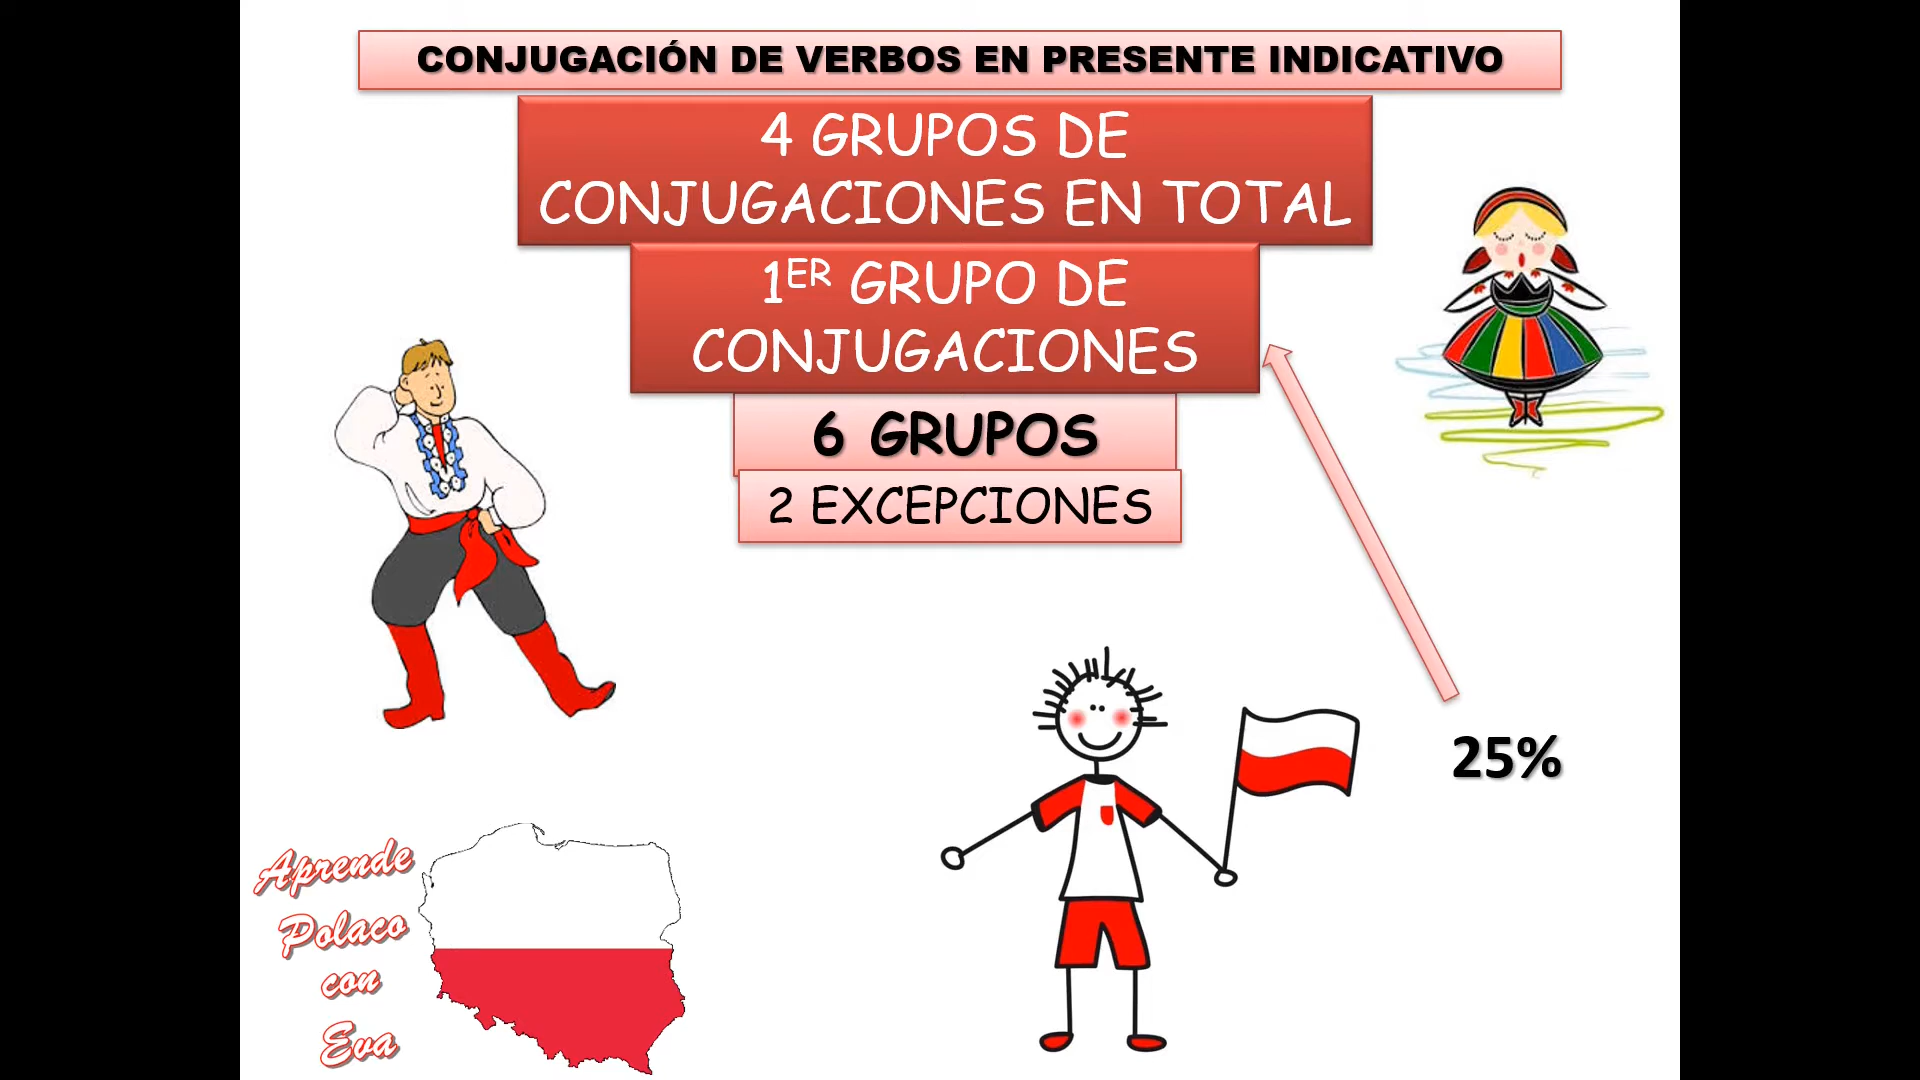 CONJUGACIÓN DE VERBOS EN PRESENTE INDICATIVO
4 GRUPOS DE
CONJUGACIONES EN TOTAL
1ER GRUPO DE
CONJUGACIONES
6 GRUPOS
2 EXCEPCIONES
25%
Aprende
Polaco
con
Eva